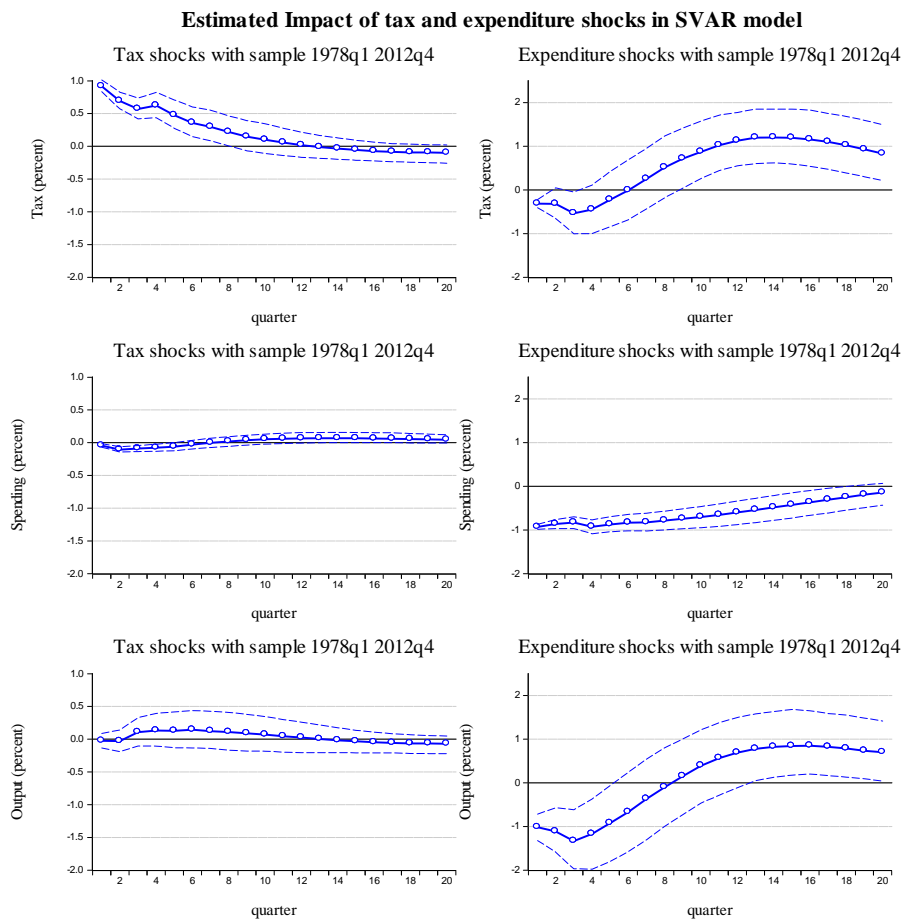 Estimated Impact of tax and expenditure shocks in SVAR model
Tax shocks with sample 1978q1 2012q4
1.0
0.5
0.0
-0.5
-1.0
-1.5
-2.0
Tax (percent)
2 4 6 8 10 12 14 16 18 20
quarter
Expenditure shocks with sample 1978q1 2012q4
2
1
0
-1
-2
Tax (percent)
2 4 6 8 10 12 14 16 18 20
quarter
Tax shocks with sample 1978q1 2012q4
1.0
0.5
0.0
-0.5
-1.0
-1.5
-2.0
Spending (percent)
2 4 6 8 10 12 14 16 18 20
quarter
Expenditure shocks with sample 1978q1 2012q4
2
1
0
-1
-2
Spending (percent)
2 4 6 8 10 12 14 16 18 20
quarter
Tax shocks with sample 1978q1 2012q4
1.0
0.5
0.0
-0.5
-1.0
-1.5
-2.0
Output (percent)
2 4 6 8 10 12 14 16 18 20
quarter
Expenditure shocks with sample 1978q1 2012q4
2
1
0
-1
-2
Output (percent)
2 4 6 8 10 12 14 16 18 20
quarter